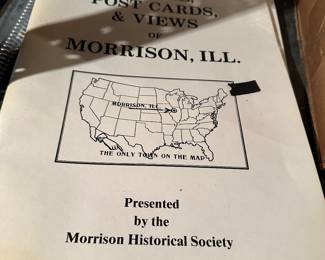 POST CARDS,
& VIEWS
OF
MORRISON, ILL.
MORRISON, ILL.
THE ONLY TOWN ON THE MAP
Presented
by the
Morrison Historical Society